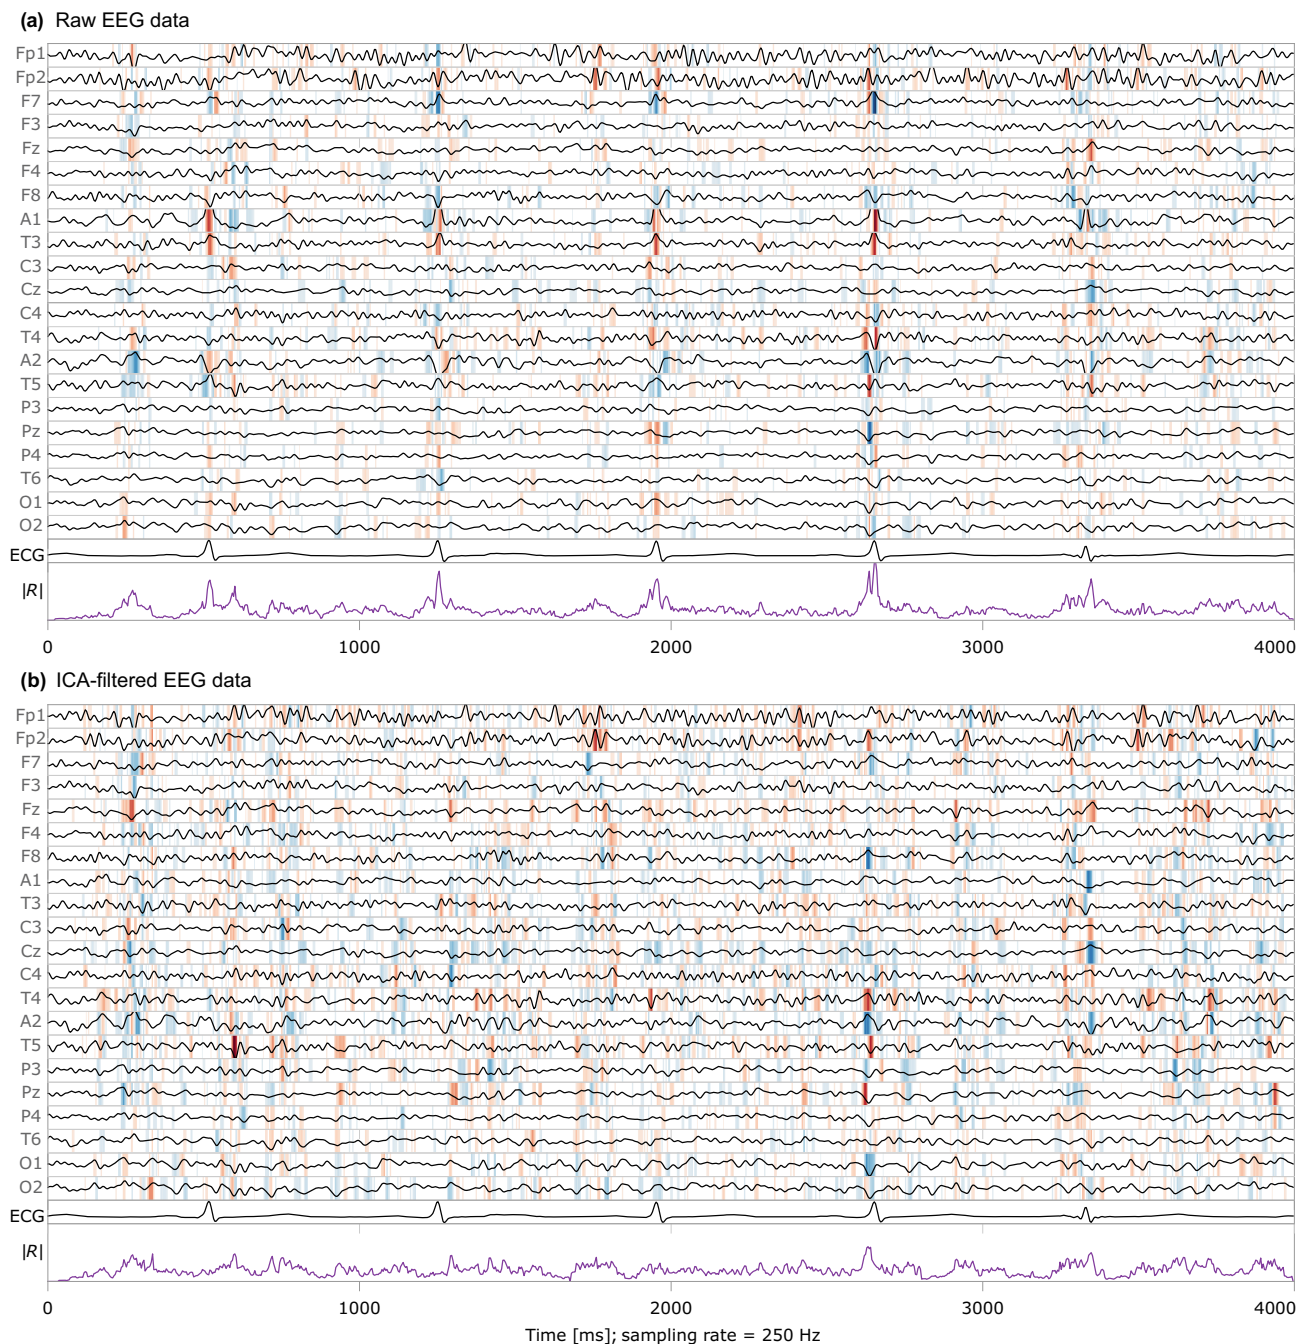 (a) Raw EEG data
Fp1
Fp2
F7
F3
Fz
F4
F8
A1
T3
C3
Cz
C4
T4
A2
T5
P3
Pz
P4
T6
O1
O2
ECG
|R|
0 1000 2000 3000 4000
(b) ICA-filtered EEG data
Fp1
Fp2
F7
F3
Fz
F4
F8
A1
T3
C3
Cz
C4
T4
A2
T5
P3
Pz
P4
T6
O1
O2
ECG
|R|
0 1000 2000 3000 4000
Time [ms]; sampling rate = 250 Hz